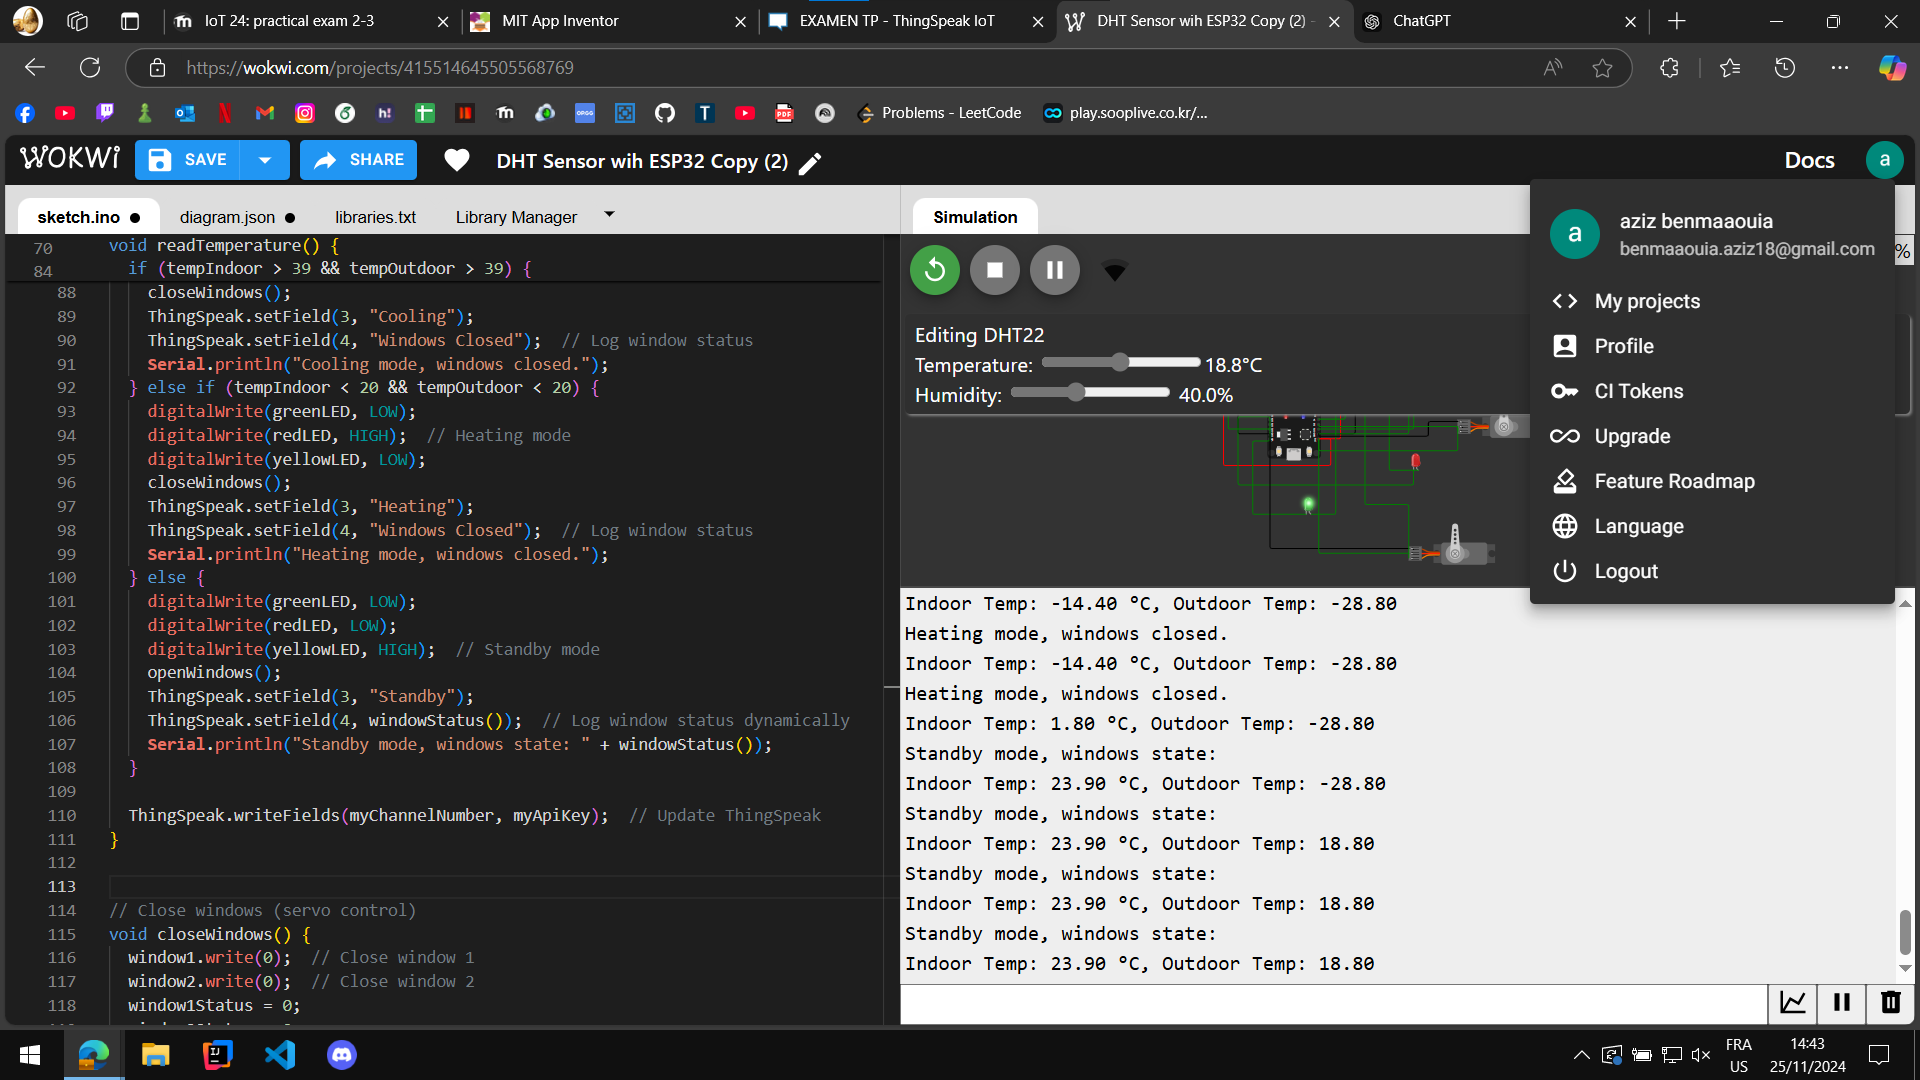 IoT 24: practical exam 2-3
MIT App Inventor
EXAMEN TP - ThingSpeak IoT
DHT Sensor wih ESP32 Copy (2) -
ChatGPT
https://wokwi.com/projects/415514645505568769
Problems - LeetCode
play.sooplive.co.kr/...
WOKWI
SAVE
SHARE
DHT Sensor wih ESP32 Copy (2)
Docs
a
sketch.ino
diagram.json
libraries.txt
Library Manager
70 void readTemperature() {
84 if (tempIndoor > 39 && tempOutdoor > 39) {
88 closeWindows();
89 ThingSpeak.setField(3, "Cooling");
90 ThingSpeak.setField(4, "Windows Closed"); // Log window status
91 Serial.println("Cooling mode, windows closed.");
92 } else if (tempIndoor < 20 && tempOutdoor < 20) {
93 digitalWrite(greenLED, LOW);
94 digitalWrite(redLED, HIGH); // Heating mode
95 digitalWrite(yellowLED, LOW);
96 closeWindows();
97 ThingSpeak.setField(3, "Heating");
98 ThingSpeak.setField(4, "Windows Closed"); // Log window status
99 Serial.println("Heating mode, windows closed.");
100 } else {
101 digitalWrite(greenLED, LOW);
102 digitalWrite(redLED, LOW);
103 digitalWrite(yellowLED, HIGH); // Standby mode
104 openWindows();
105 ThingSpeak.setField(3, "Standby");
106 ThingSpeak.setField(4, windowStatus()); // Log window status dynamically
107 Serial.println("Standby mode, windows state: " + windowStatus());
108 }
109
110 ThingSpeak.writeFields(myChannelNumber, myApiKey); // Update ThingSpeak
111 }
112
113
114 // Close windows (servo control)
115 void closeWindows() {
116 window1.write(0); // Close window 1
117 window2.write(0); // Close window 2
118 window1Status = 0;
Simulation
%
Editing DHT22
Temperature: 18.8°C
Humidity: 40.0%
a
aziz benmaaouia
benmaaouia.aziz18@gmail.com
My projects
Profile
CI Tokens
Upgrade
Feature Roadmap
Language
Logout
Indoor Temp: -14.40 °C, Outdoor Temp: -28.80
Heating mode, windows closed.
Indoor Temp: -14.40 °C, Outdoor Temp: -28.80
Heating mode, windows closed.
Indoor Temp: 1.80 °C, Outdoor Temp: -28.80
Standby mode, windows state:
Indoor Temp: 23.90 °C, Outdoor Temp: -28.80
Standby mode, windows state:
Indoor Temp: 23.90 °C, Outdoor Temp: 18.80
Standby mode, windows state:
Indoor Temp: 23.90 °C, Outdoor Temp: 18.80
Standby mode, windows state:
Indoor Temp: 23.90 °C, Outdoor Temp: 18.80
FRA
US
14:43
25/11/2024